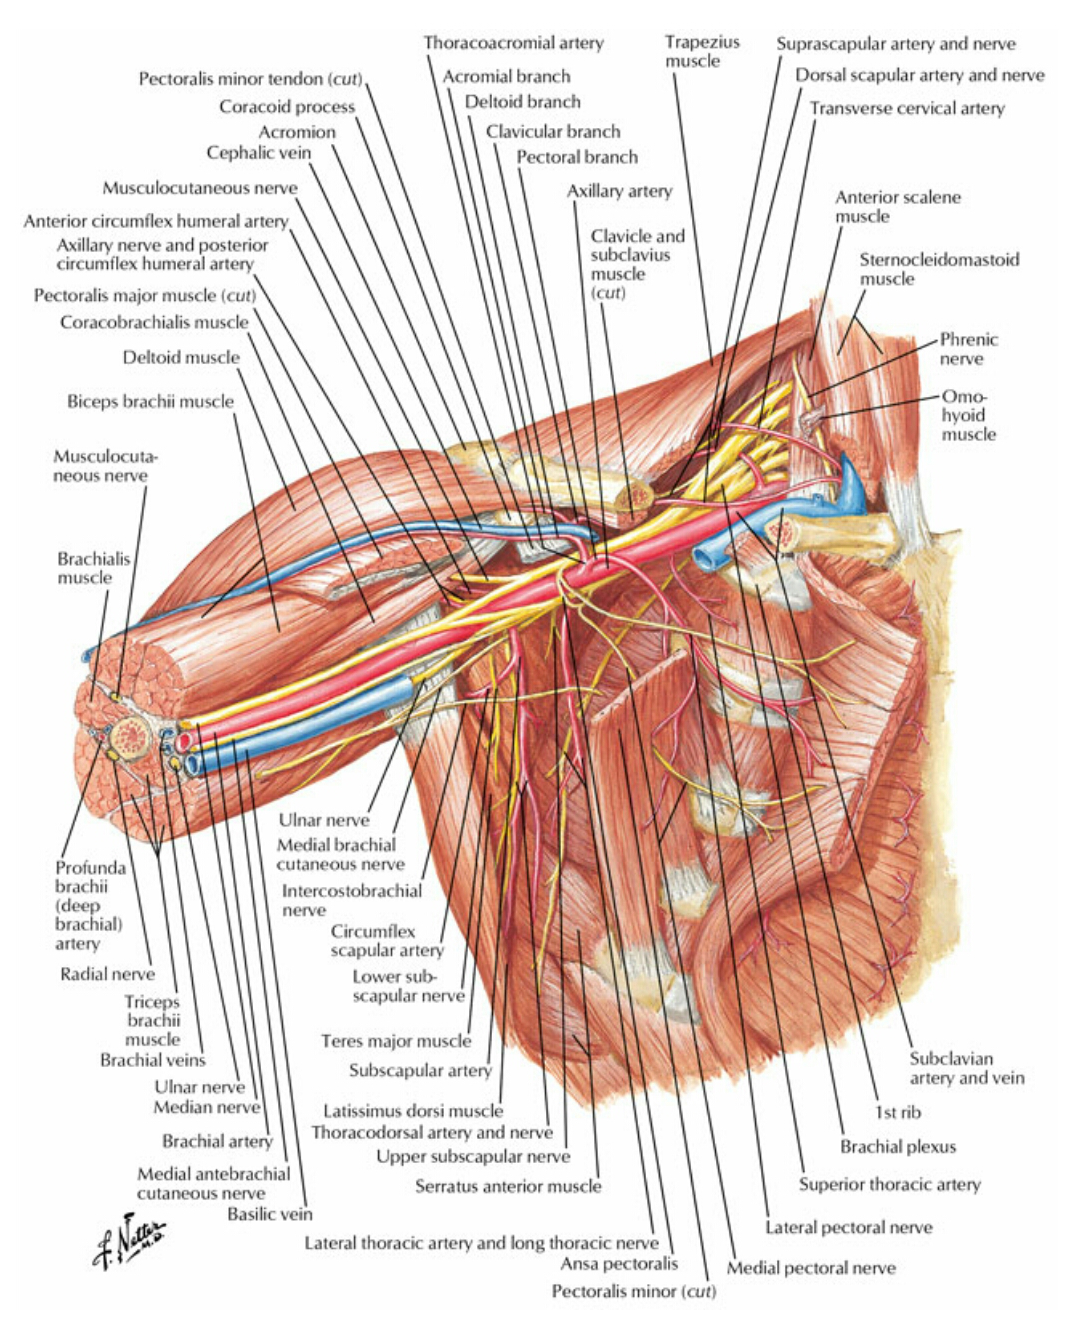 Thoracoacromial artery
Trapezius
muscle
Suprascapular artery and nerve
Pectoralis minor tendon (cut)
Acromial branch
Dorsal scapular artery and nerve
Coracoid process
Deltoid branch
Transverse cervical artery
Acromion
Clavicular branch
Cephalic vein
Pectoral branch
Musculocutaneous nerve
Axillary artery
Anterior scalene
muscle
Anterior circumflex humeral artery
Clavicle and
subclavius
muscle
(cut)
Axillary nerve and posterior
circumflex humeral artery
Sternocleidomastoid
muscle
Pectoralis major muscle (cut)
Coracobrachialis muscle
Phrenic
nerve
Deltoid muscle
Biceps brachii muscle
Omo-
hyoid
muscle
Musculocuta-
neous nerve
Brachialis
muscle
Ulnar nerve
Medial brachial
cutaneous nerve
Intercostobrachial
nerve
Profunda
brachii
(deep
brachial)
artery
Circumflex
scapular artery
Radial nerve
Lower sub-
scapular nerve
Triceps
brachii
muscle
Teres major muscle
Brachial veins
Subscapular artery
Subclavian
artery and vein
Ulnar nerve
Median nerve
Latissimus dorsi muscle
1st rib
Thoracodorsal artery and nerve
Brachial artery
Upper subscapular nerve
Brachial plexus
Medial antebrachial
cutaneous nerve
Serratus anterior muscle
Superior thoracic artery
Basilic vein
Lateral pectoral nerve
Lateral thoracic artery and long thoracic nerve
Ansa pectoralis
Medial pectoral nerve
Pectoralis minor (cut)
F. Netter
M.D.